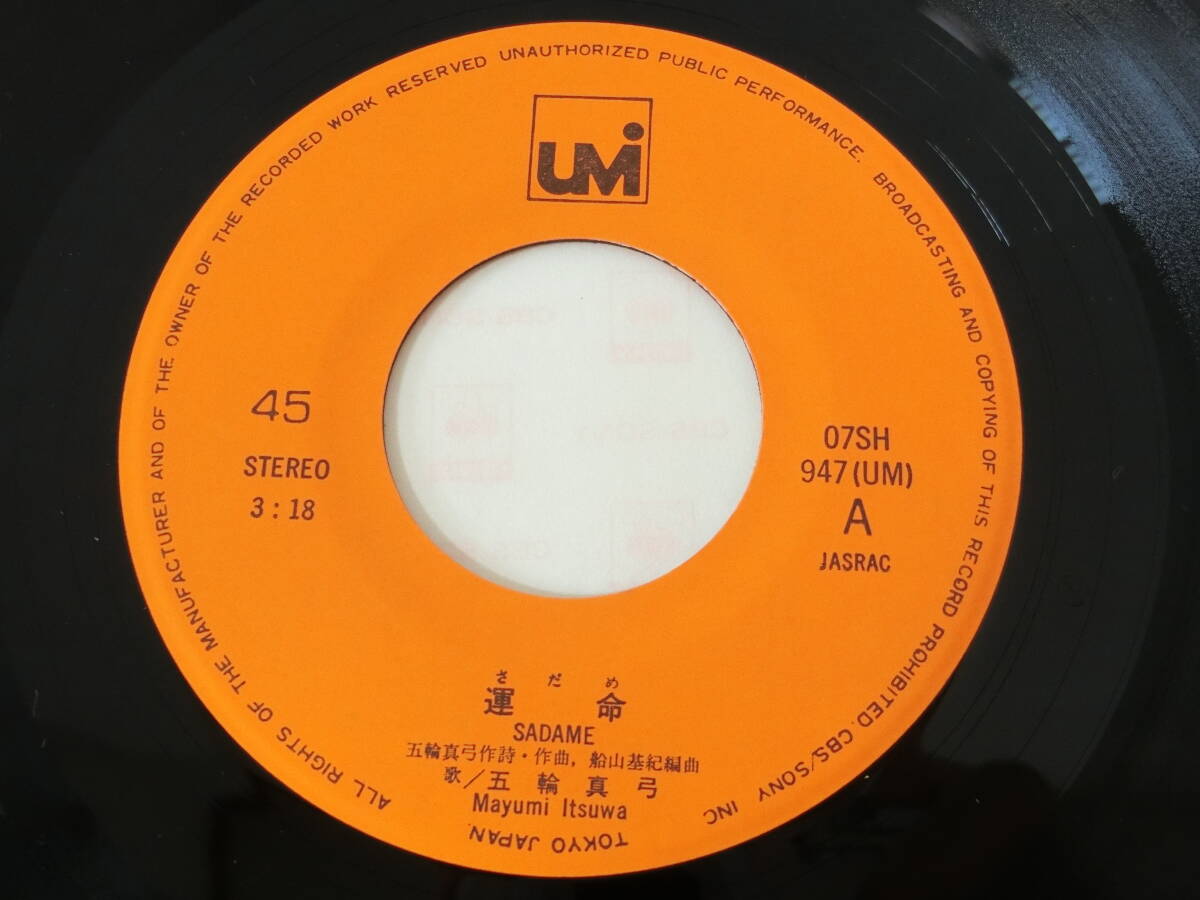 ALL RIGHTS OF THE MANUFACTURER AND OF THE OWNER OF THE RECORDED WORK RESERVED UNAUTHORIZED PUBLIC PERFORMANCE. BROADCASTING AND COPYING OF THIS RECORD PROHIBITED. CBS/SONY INC
TOKYO JAPAN
UMI
45
STEREO
3:18
07SH
947(UM)
A
JASRAC
さだめ
運命
SADAME
五輪真弓作詩・作曲, 船山基紀編曲
歌/五輪真弓
Mayumi Itsuwa